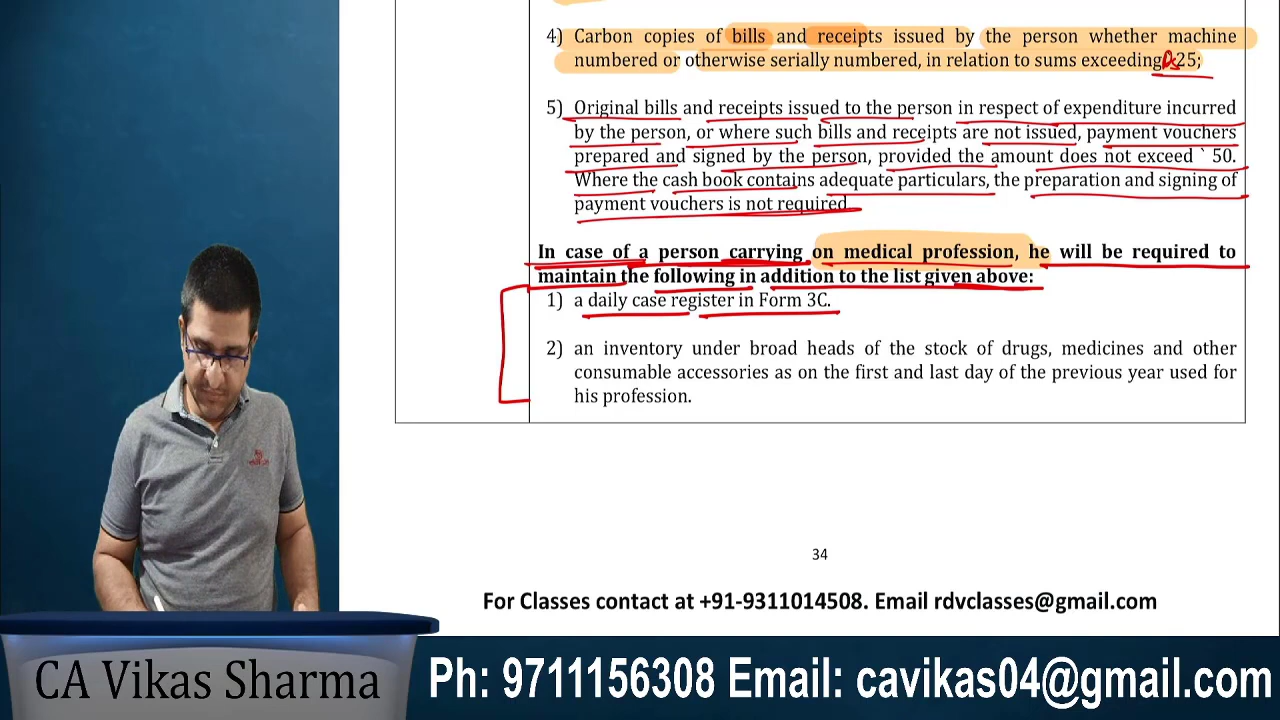 4) Carbon copies of bills and receipts issued by the person whether machine
numbered or otherwise serially numbered, in relation to sums exceeding Rs 25;
5) Original bills and receipts issued to the person in respect of expenditure incurred
by the person, or where such bills and receipts are not issued, payment vouchers
prepared and signed by the person, provided the amount does not exceed ` 50.
Where the cash book contains adequate particulars, the preparation and signing of
payment vouchers is not required.
In case of a person carrying on medical profession, he will be required to
maintain the following in addition to the list given above:
1) a daily case register in Form 3C.
2) an inventory under broad heads of the stock of drugs, medicines and other
consumable accessories as on the first and last day of the previous year used for
his profession.
34
For Classes contact at +91-9311014508. Email rdvclasses@gmail.com
CA Vikas Sharma
Ph: 9711156308 Email: cavikas04@gmail.com